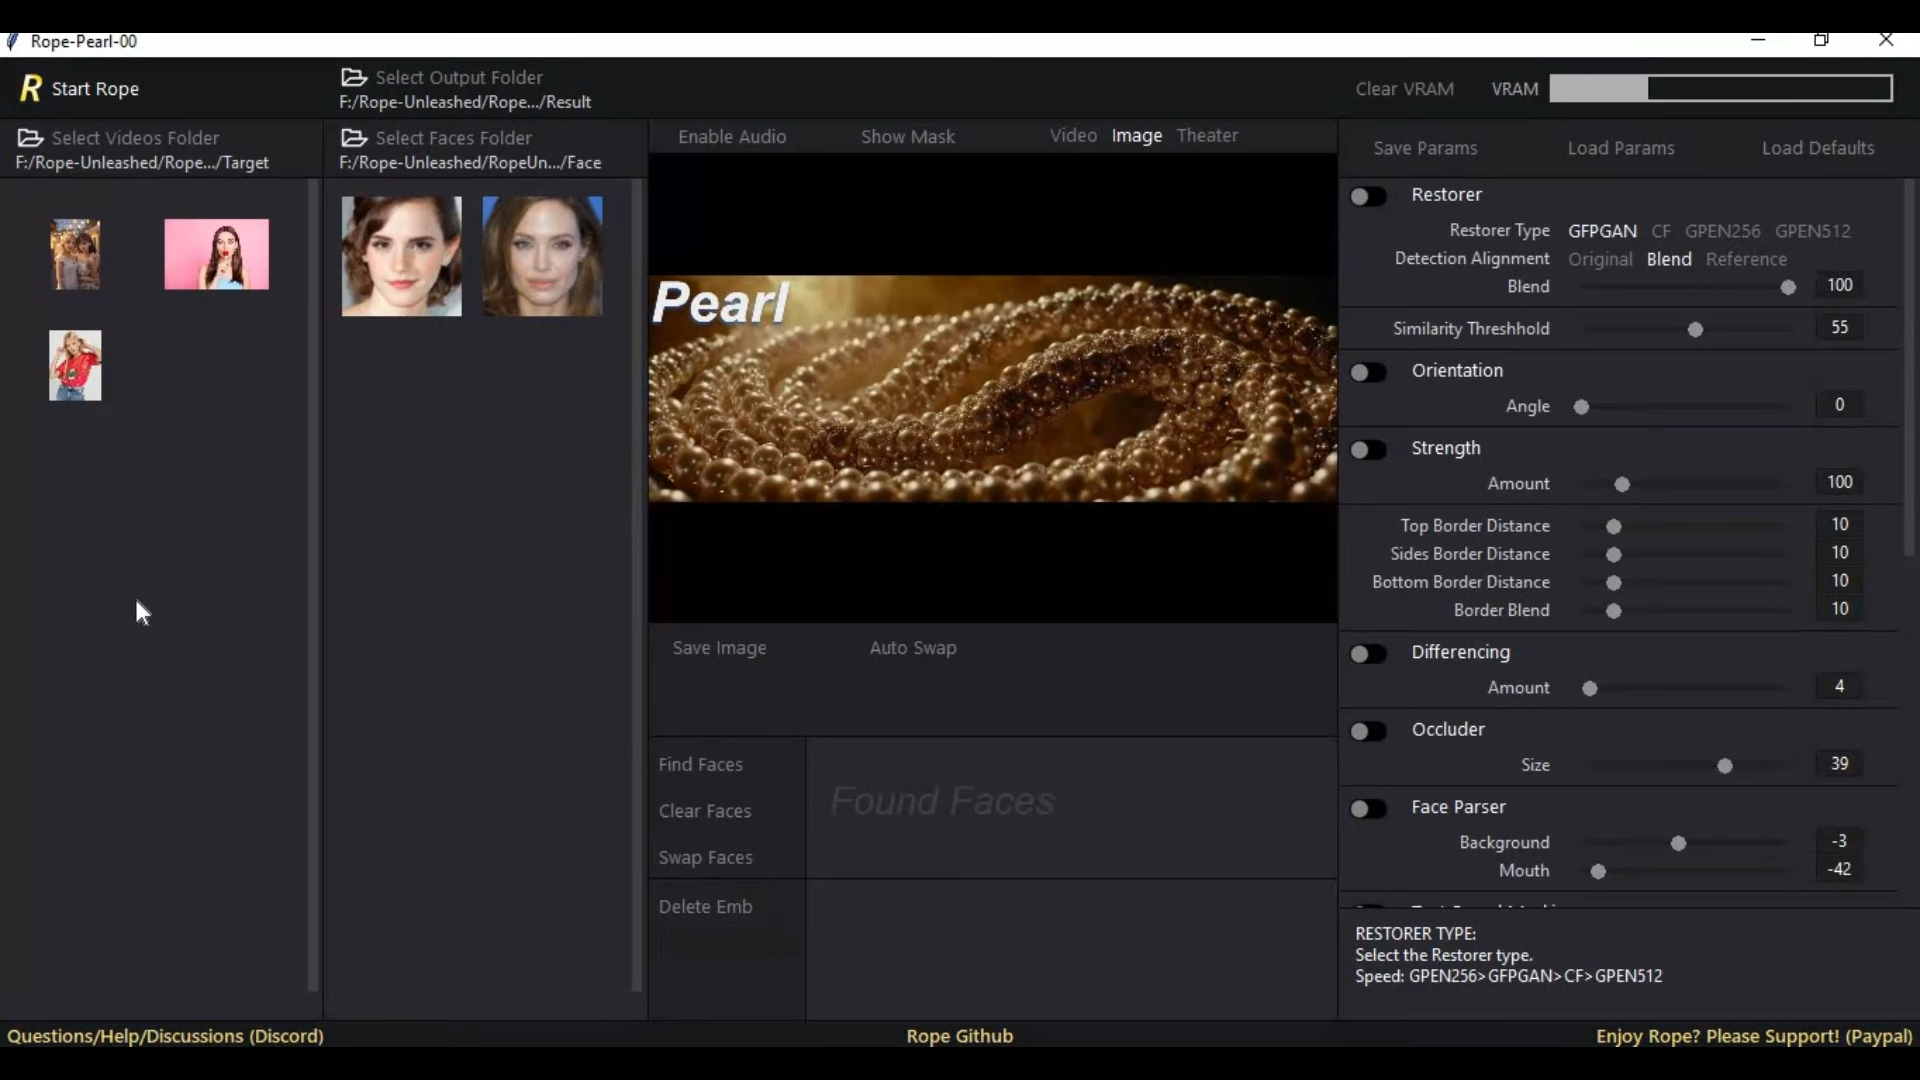 Rope-Pearl-00
R Start Rope
Select Output Folder
F:/Rope-Unleashed/Rope.../Result
Clear VRAM VRAM
Select Videos Folder
F:/Rope-Unleashed/Rope.../Target
Select Faces Folder
F:/Rope-Unleashed/RopeUn.../Face
Enable Audio Show Mask Video Image Theater
Save Params Load Params Load Defaults
Pearl
Restorer
Restorer Type GFPGAN CF GPEN256 GPEN512
Detection Alignment Original Blend Reference
Blend 100
Similarity Threshhold 55
Orientation
Angle 0
Strength
Amount 100
Top Border Distance 10
Sides Border Distance 10
Bottom Border Distance 10
Border Blend 10
Differencing
Amount 4
Occluder
Size 39
Face Parser
Background -3
Mouth -42
Save Image Auto Swap
Find Faces
Clear Faces
Swap Faces
Found Faces
Delete Emb
RESTORER TYPE:
Select the Restorer type.
Speed: GPEN256>GFPGAN>CF>GPEN512
Questions/Help/Discussions (Discord)
Rope Github
Enjoy Rope? Please Support! (Paypal)